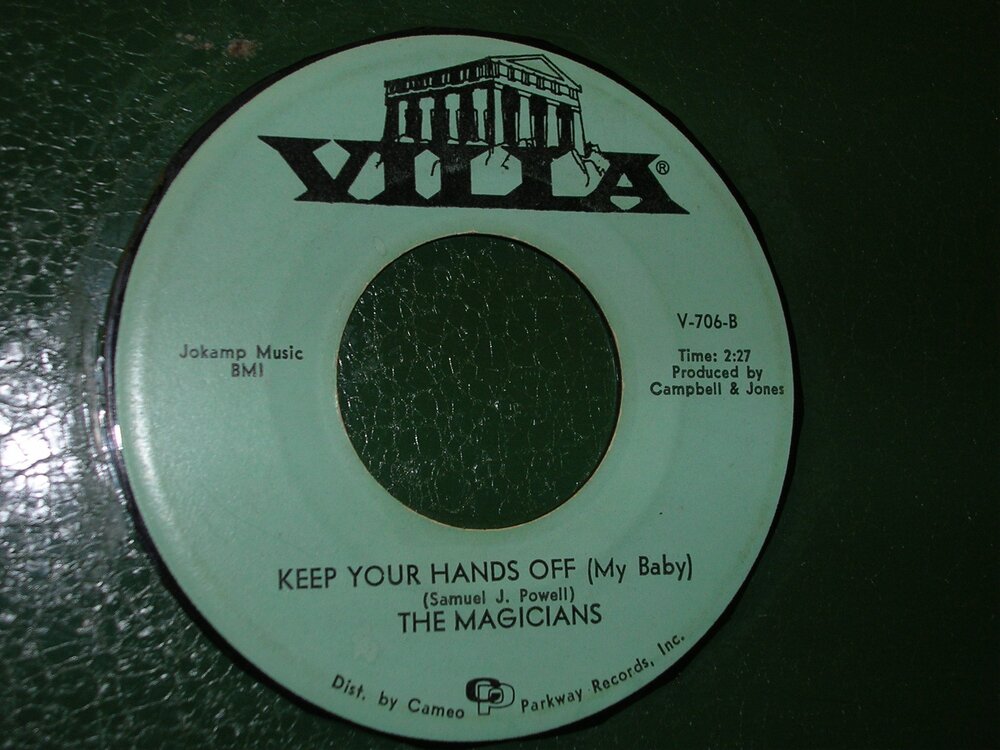 VILLA®
Jokamp Music
BMI
V-706-B
Time: 2:27
Produced by
Campbell & Jones
KEEP YOUR HANDS OFF (My Baby)
(Samuel J. Powell)
THE MAGICIANS
Dist. by Cameo CP Parkway Records, Inc.